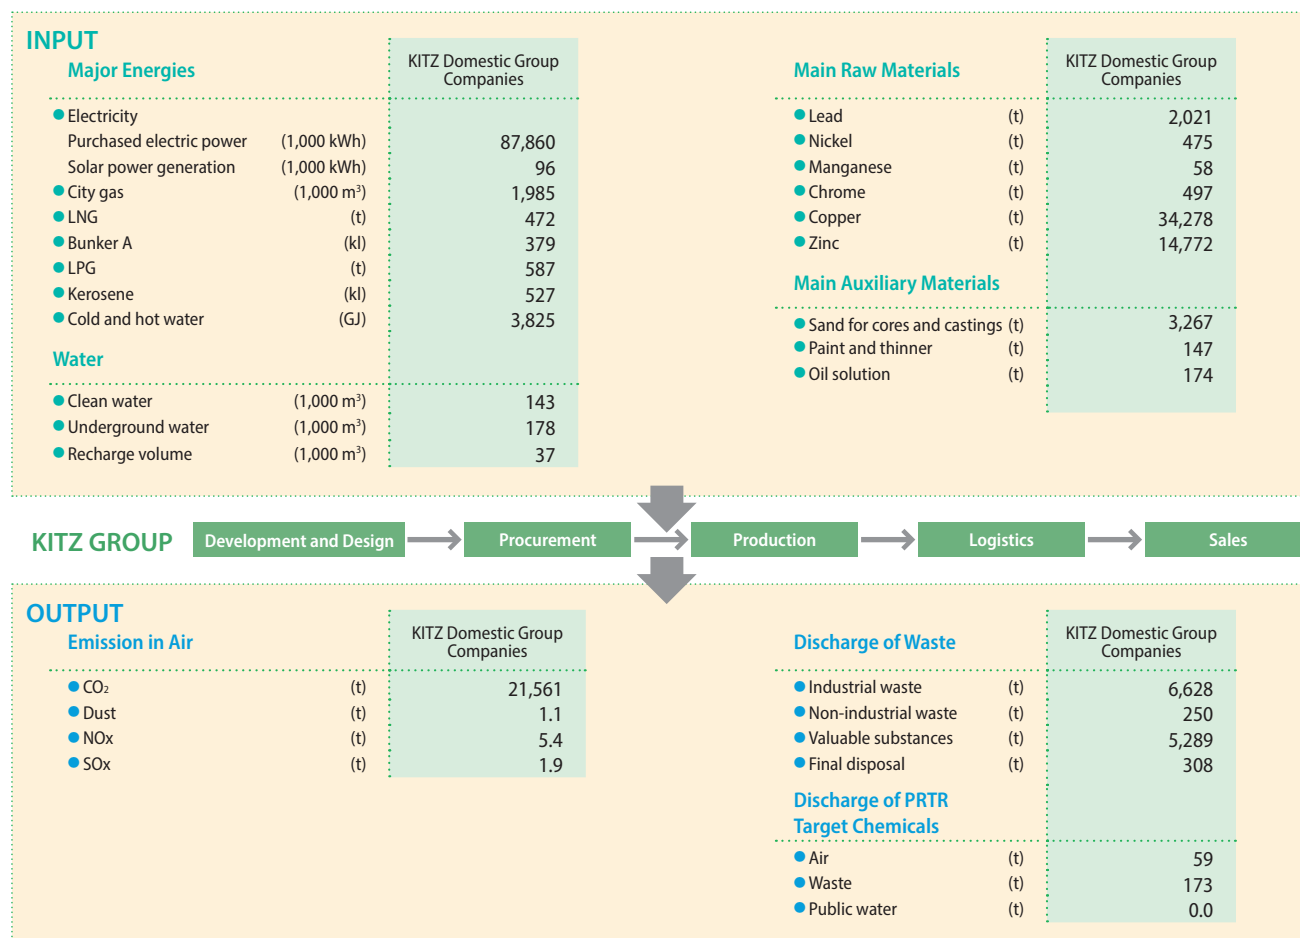 INPUT
Major Energies
KITZ Domestic Group
Companies
Electricity
Purchased electric power (1,000 kWh) 87,860
Solar power generation (1,000 kWh) 96
City gas (1,000 m³) 1,985
LNG (t) 472
Bunker A (kl) 379
LPG (t) 587
Kerosene (kl) 527
Cold and hot water (GJ) 3,825
Water
Clean water (1,000 m³) 143
Underground water (1,000 m³) 178
Recharge volume (1,000 m³) 37
Main Raw Materials
KITZ Domestic Group
Companies
Lead (t) 2,021
Nickel (t) 475
Manganese (t) 58
Chrome (t) 497
Copper (t) 34,278
Zinc (t) 14,772
Main Auxiliary Materials
Sand for cores and castings (t) 3,267
Paint and thinner (t) 147
Oil solution (t) 174
KITZ GROUP Development and Design Procurement Production Logistics Sales
OUTPUT
Emission in Air
KITZ Domestic Group
Companies
CO₂ (t) 21,561
Dust (t) 1.1
NOx (t) 5.4
SOx (t) 1.9
Discharge of Waste
KITZ Domestic Group
Companies
Industrial waste (t) 6,628
Non-industrial waste (t) 250
Valuable substances (t) 5,289
Final disposal (t) 308
Discharge of PRTR
Target Chemicals
Air (t) 59
Waste (t) 173
Public water (t) 0.0